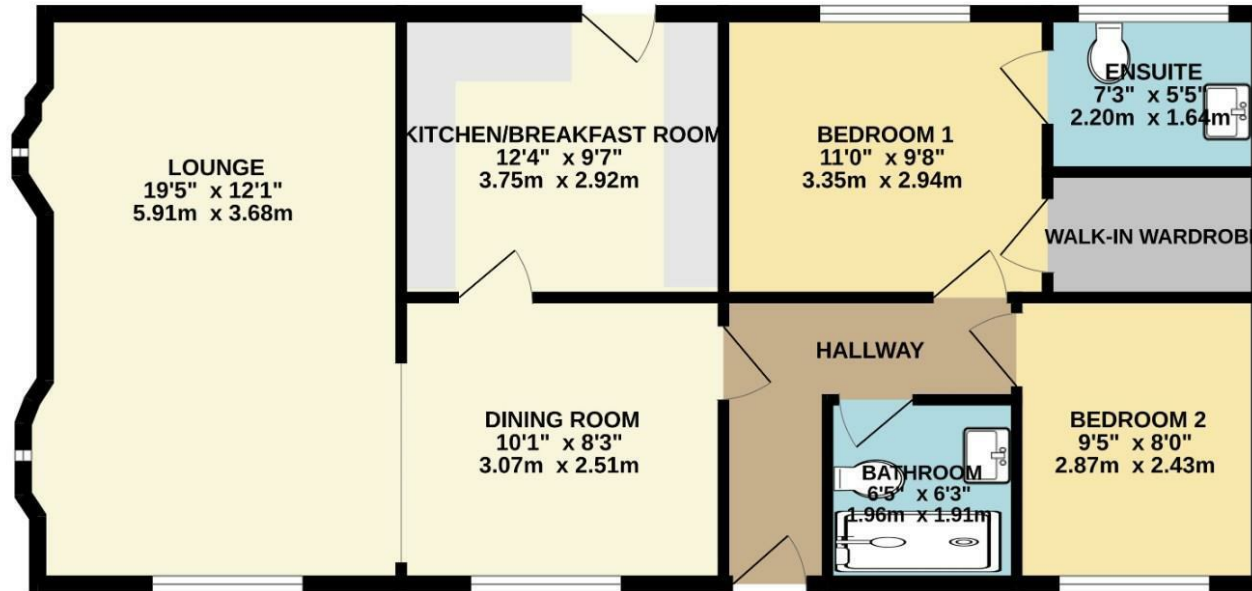 LOUNGE
19'5" x 12'1"
5.91m x 3.68m
KITCHEN/BREAKFAST ROOM
12'4" x 9'7"
3.75m x 2.92m
BEDROOM 1
11'0" x 9'8"
3.35m x 2.94m
ENSUITE
7'3" x 5'5"
2.20m x 1.64m
WALK-IN WARDROBE
HALLWAY
DINING ROOM
10'1" x 8'3"
3.07m x 2.51m
BATHROOM
6'5" x 6'3"
1.96m x 1.91m
BEDROOM 2
9'5" x 8'0"
2.87m x 2.43m